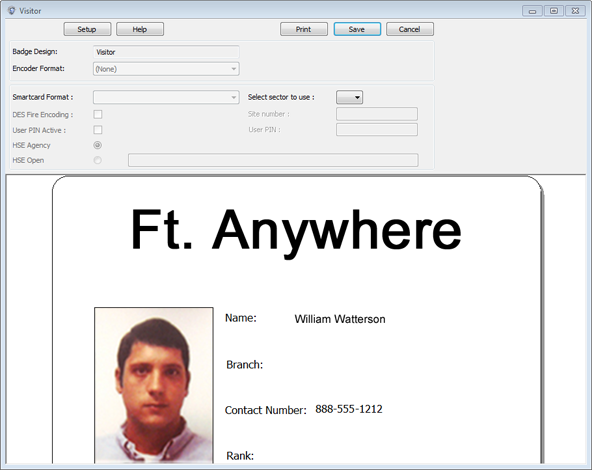 Visitor
Setup Help Print Save Cancel
Badge Design: Visitor
Encoder Format: (None)
Smartcard Format : Select sector to use :
DES Fire Encoding : Site number :
User PIN Active : User PIN :
HSE Agency
HSE Open
Ft. Anywhere
Name: William Watterson
Branch:
Contact Number: 888-555-1212
Rank: